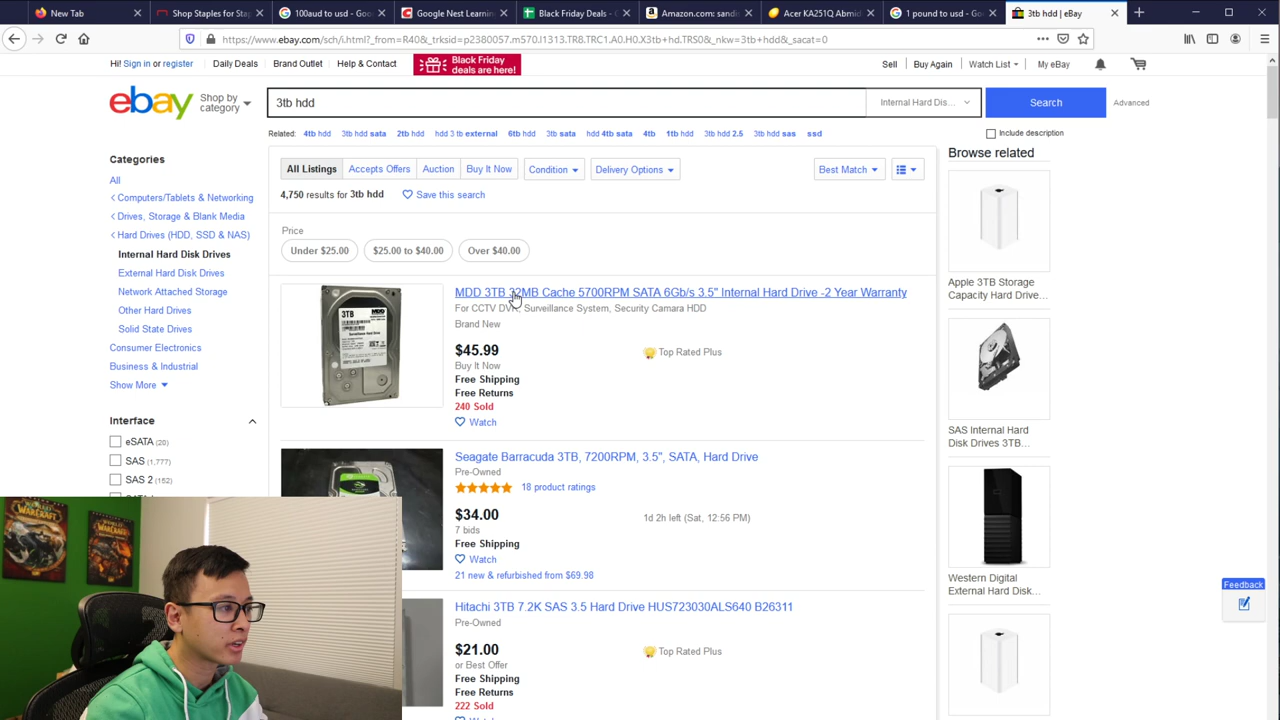 New Tab
Shop Staples for Stap
100aud to usd - Goo
Google Nest Learning
Black Friday Deals - G
Amazon.com: sandi
Acer KA251Q Abmid
1 pound to usd - Goo
3tb hdd | eBay
https://www.ebay.com/sch/i.html?_from=R40&_trksid=p2380057.m570.l1313.TR8.TRC1.A0.H0.X3tb+hd.TRS0&_nkw=3tb+hdd&_sacat=0
Hi! Sign in or register
Daily Deals
Brand Outlet
Help & Contact
Black Friday
deals are here!
Sell
Buy Again
Watch List
My eBay
ebay
Shop by
category
3tb hdd
Internal Hard Dis...
Search
Advanced
Related: 4tb hdd 3tb hdd sata 2tb hdd hdd 3 tb external 6tb hdd 3tb sata hdd 4tb sata 4tb 1tb hdd 3tb hdd 2.5 3tb hdd sas ssd
Include description
Categories
All
Computers/Tablets & Networking
Drives, Storage & Blank Media
Hard Drives (HDD, SSD & NAS)
Internal Hard Disk Drives
External Hard Disk Drives
Network Attached Storage
Other Hard Drives
Solid State Drives
Consumer Electronics
Business & Industrial
Show More
Interface
eSATA (20)
SAS (1,777)
SAS 2 (152)
All Listings
Accepts Offers
Auction
Buy It Now
Condition
Delivery Options
Best Match
4,750 results for 3tb hdd
Save this search
Price
Under $25.00
$25.00 to $40.00
Over $40.00
3TB MDD
MDD 3TB 32MB Cache 5700RPM SATA 6Gb/s 3.5" Internal Hard Drive -2 Year Warranty
For CCTV DVR, Surveillance System, Security Camara HDD
Brand New
$45.99
Buy It Now
Free Shipping
Free Returns
240 Sold
Watch
Top Rated Plus
Seagate Barracuda 3TB, 7200RPM, 3.5", SATA, Hard Drive
Pre-Owned
18 product ratings
$34.00
7 bids
Free Shipping
Watch
21 new & refurbished from $69.98
1d 2h left (Sat, 12:56 PM)
Hitachi 3TB 7.2K SAS 3.5 Hard Drive HUS723030ALS640 B26311
Pre-Owned
$21.00
or Best Offer
Free Shipping
Free Returns
222 Sold
Watch
Top Rated Plus
Browse related
Apple 3TB Storage
Capacity Hard Drive...
SAS Internal Hard
Disk Drives 3TB...
Western Digital
External Hard Disk...
Feedback
WARCRAFT
WARCRAFT